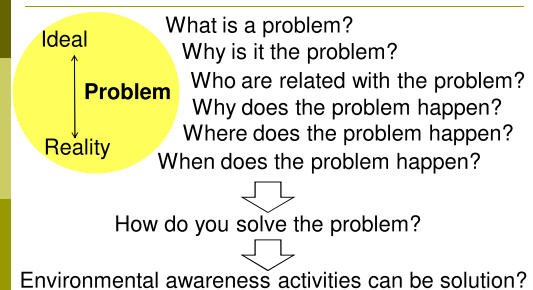 What is a problem?
Ideal
Why is it the problem?
Who are related with the problem?
Problem
Why does the problem happen?
Where does the problem happen?
Reality
When does the problem happen?
How do you solve the problem?
Environmental awareness activities can be solution?